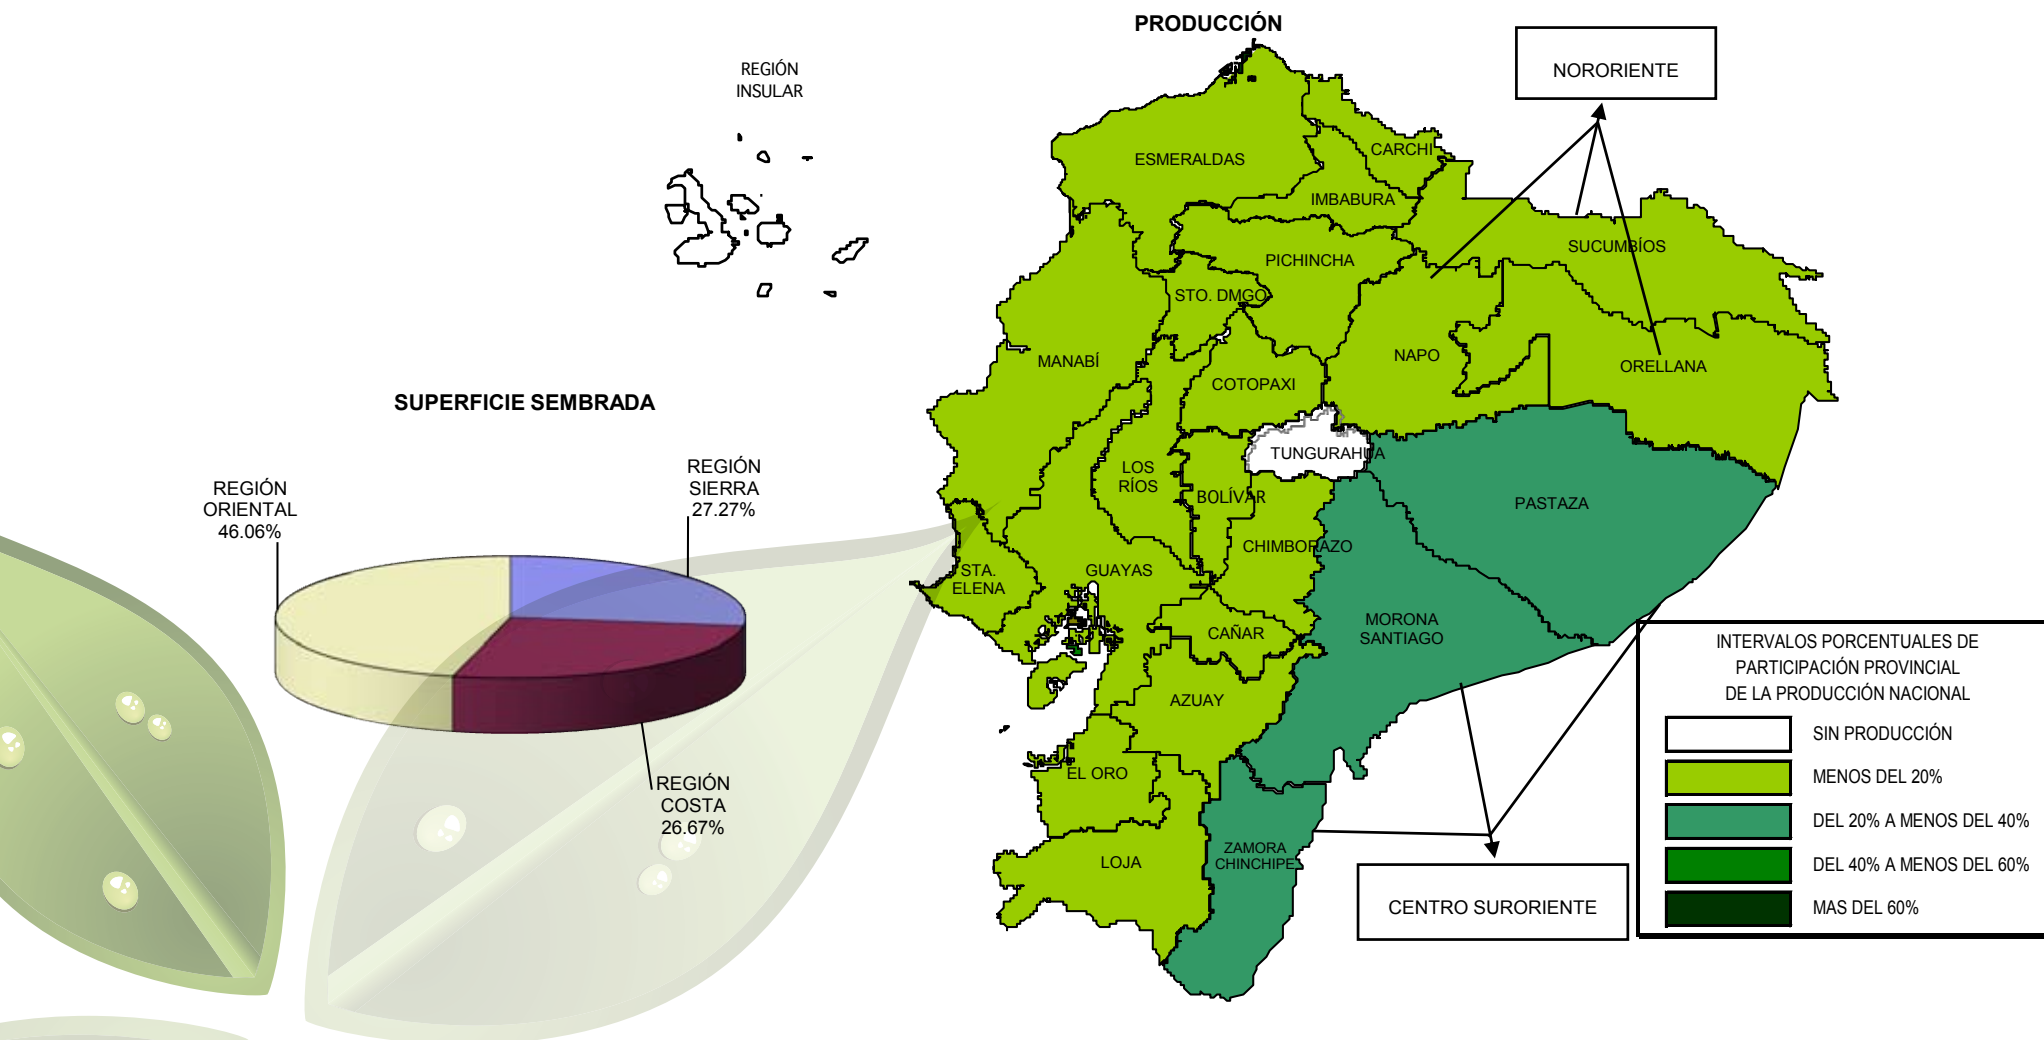 PRODUCCIÓN
REGIÓN
INSULAR
NORORIENTE
ESMERALDAS
CARCHI
IMBABURA
SUCUMBÍOS
PICHINCHA
STO. DMGO
MANABÍ
NAPO
ORELLANA
COTOPAXI
TUNGURAHUA
LOS
RÍOS
BOLÍVAR
PASTAZA
CHIMBORAZO
STA.
ELENA
GUAYAS
CAÑAR
MORONA
SANTIAGO
AZUAY
EL ORO
LOJA
ZAMORA
CHINCHIPE
CENTRO SURORIENTE
SUPERFICIE SEMBRADA
REGIÓN
ORIENTAL
46.06%
REGIÓN
SIERRA
27.27%
REGIÓN
COSTA
26.67%
INTERVALOS PORCENTUALES DE
PARTICIPACIÓN PROVINCIAL
DE LA PRODUCCIÓN NACIONAL
SIN PRODUCCIÓN
MENOS DEL 20%
DEL 20% A MENOS DEL 40%
DEL 40% A MENOS DEL 60%
MAS DEL 60%